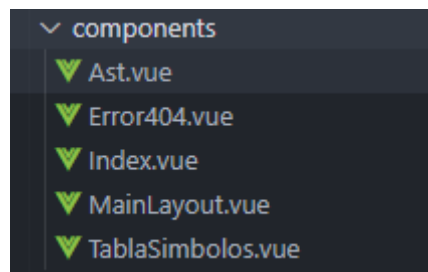 components
Ast.vue
Error404.vue
Index.vue
MainLayout.vue
TablaSimbolos.vue